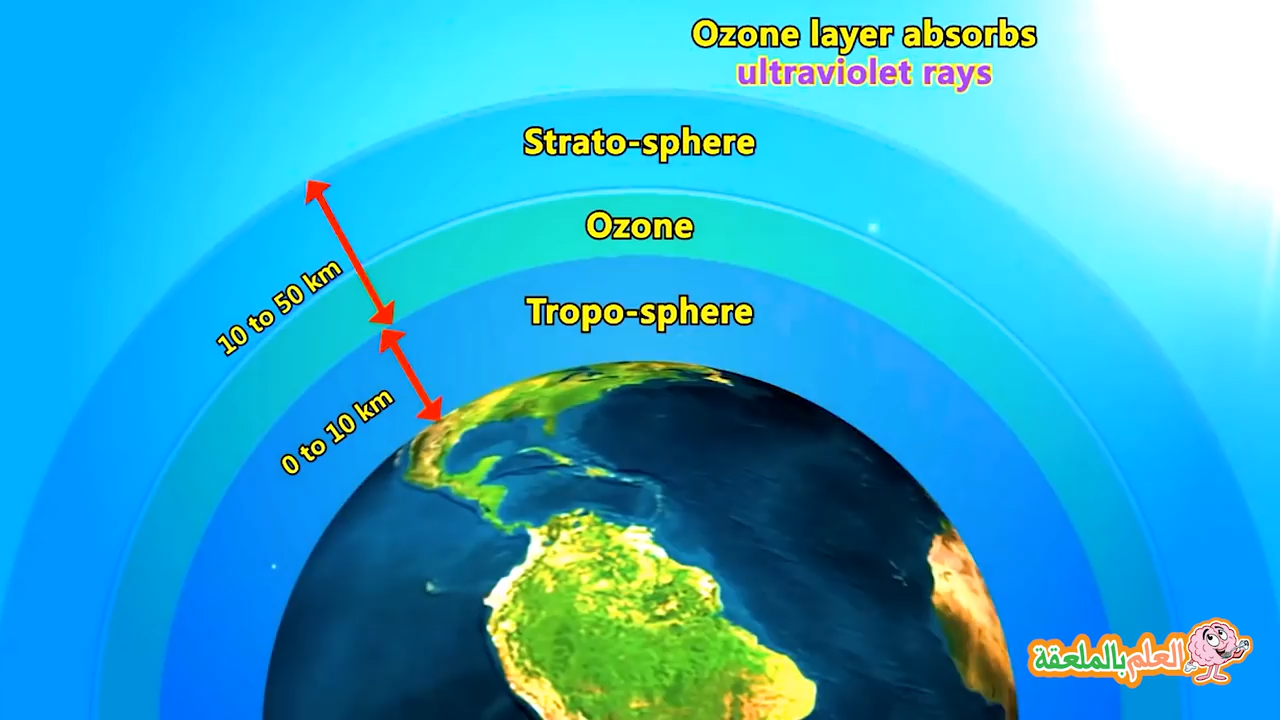 Ozone layer absorbs
ultraviolet rays
Strato-sphere
Ozone
Tropo-sphere
10 to 50 km
0 to 10 km
العلم بالملعقة